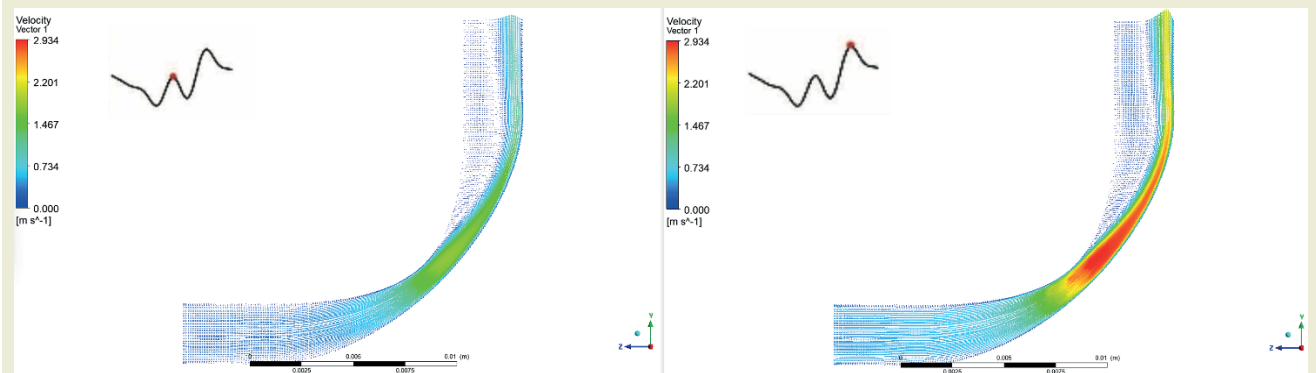 Velocity
Vector 1
2.934
2.201
1.467
0.734
0.000
[m s^-1]
0
0.006
0.01 (m)
0.0025
0.0075
Y
Z
Velocity
Vector 1
2.934
2.201
1.467
0.734
0.000
[m s^-1]
0
0.005
0.01 (m)
0.0025
0.0075
Y
Z